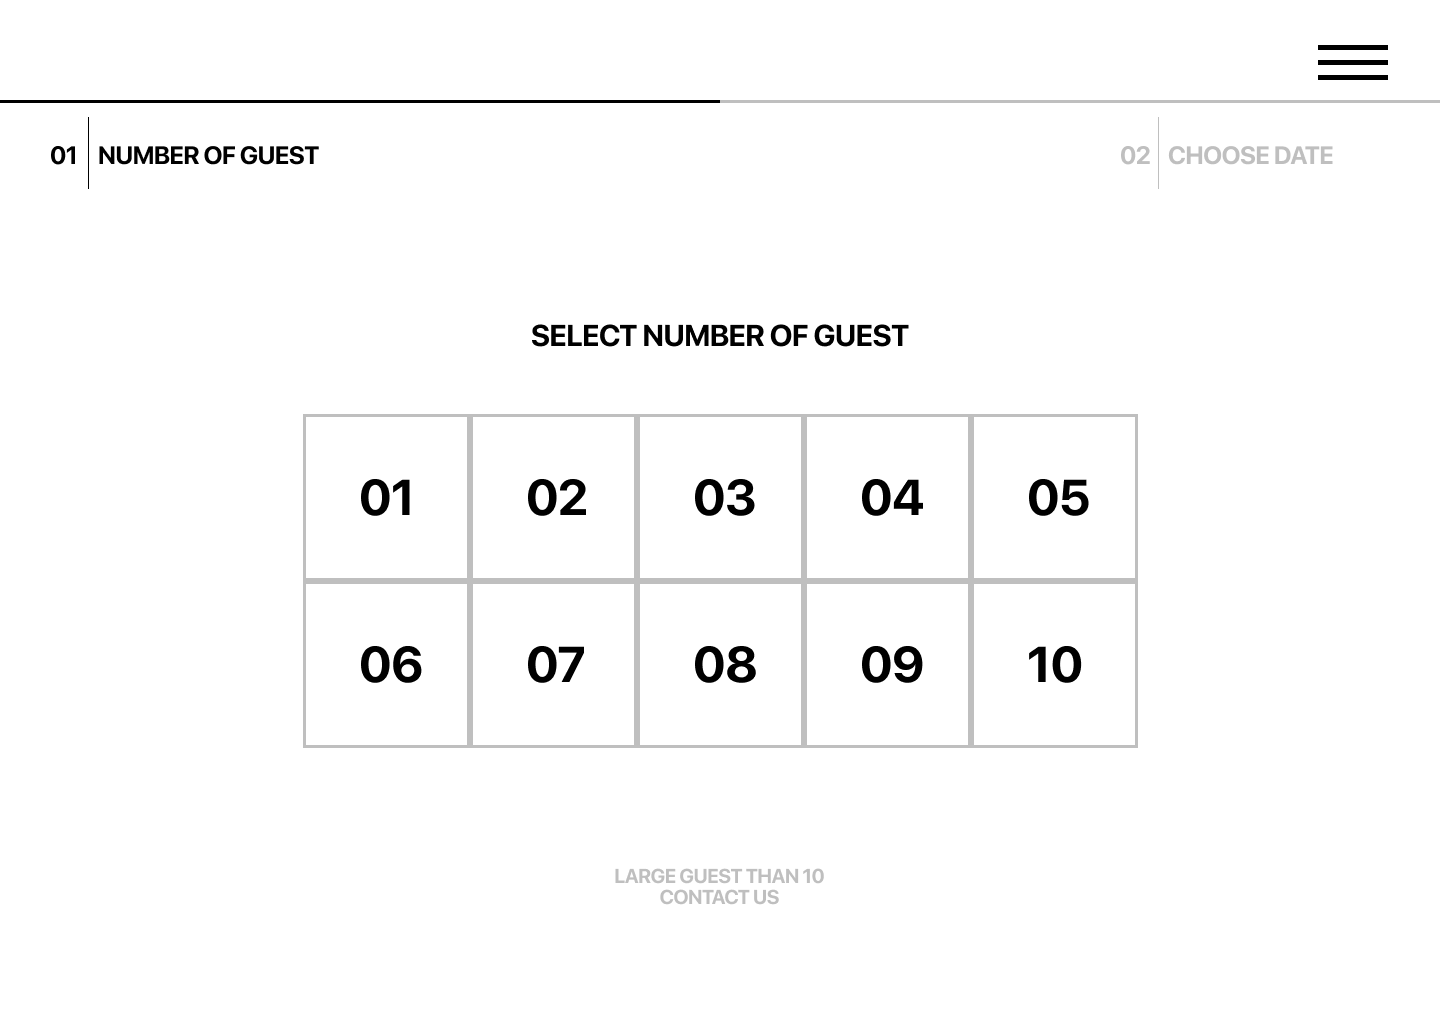 01 NUMBER OF GUEST
02 CHOOSE DATE
SELECT NUMBER OF GUEST
01 02 03 04 05
06 07 08 09 10
LARGE GUEST THAN 10
CONTACT US